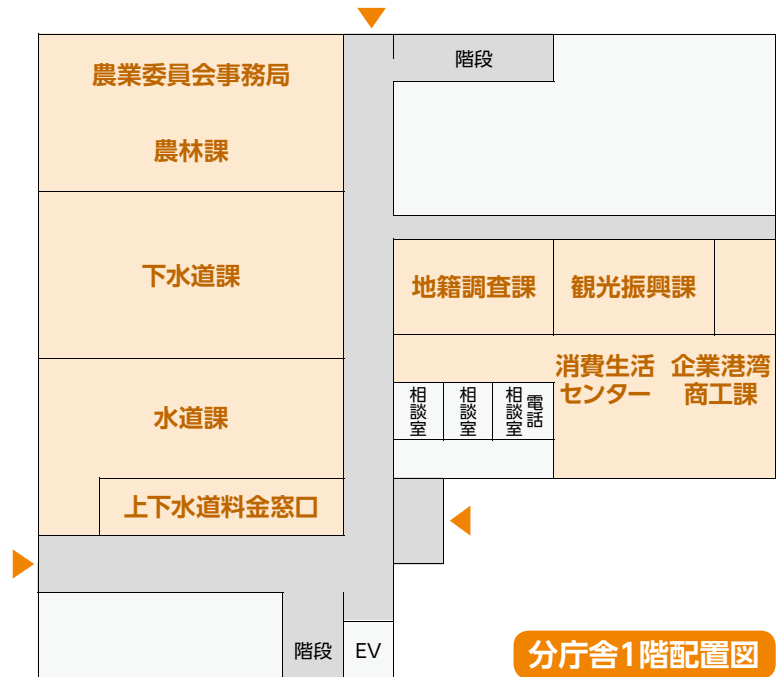 階段
農業委員会事務局
農林課
下水道課
地籍調査課
観光振興課
消費生活
センター
企業港湾
商工課
相談室
相談室
電話
相談室
水道課
上下水道料金窓口
階段
EV
分庁舎1階配置図